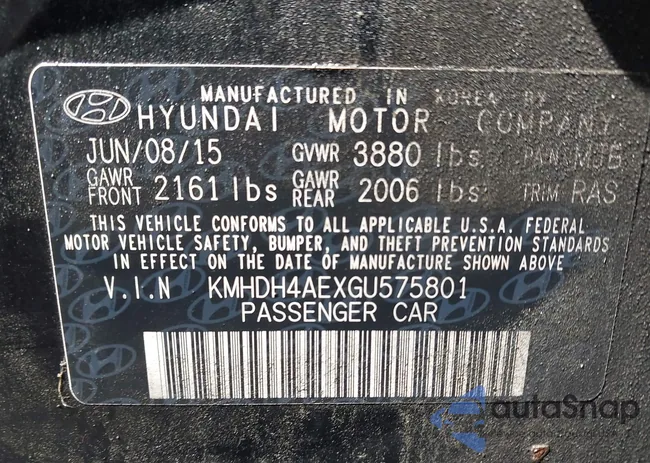 MANUFACTURED IN KOREA BY
HYUNDAI MOTOR COMPANY
JUN/08/15 GVWR 3880 lbs PANT MJB
GAWR FRONT 2161 lbs GAWR REAR 2006 lbs TRIM RAS
THIS VEHICLE CONFORMS TO ALL APPLICABLE U.S.A. FEDERAL
MOTOR VEHICLE SAFETY, BUMPER, AND THEFT PREVENTION STANDARDS
IN EFFECT ON THE DATE OF MANUFACTURE SHOWN ABOVE
V.I.N KMHDH4AEXGU575801
PASSENGER CAR
autoSnap